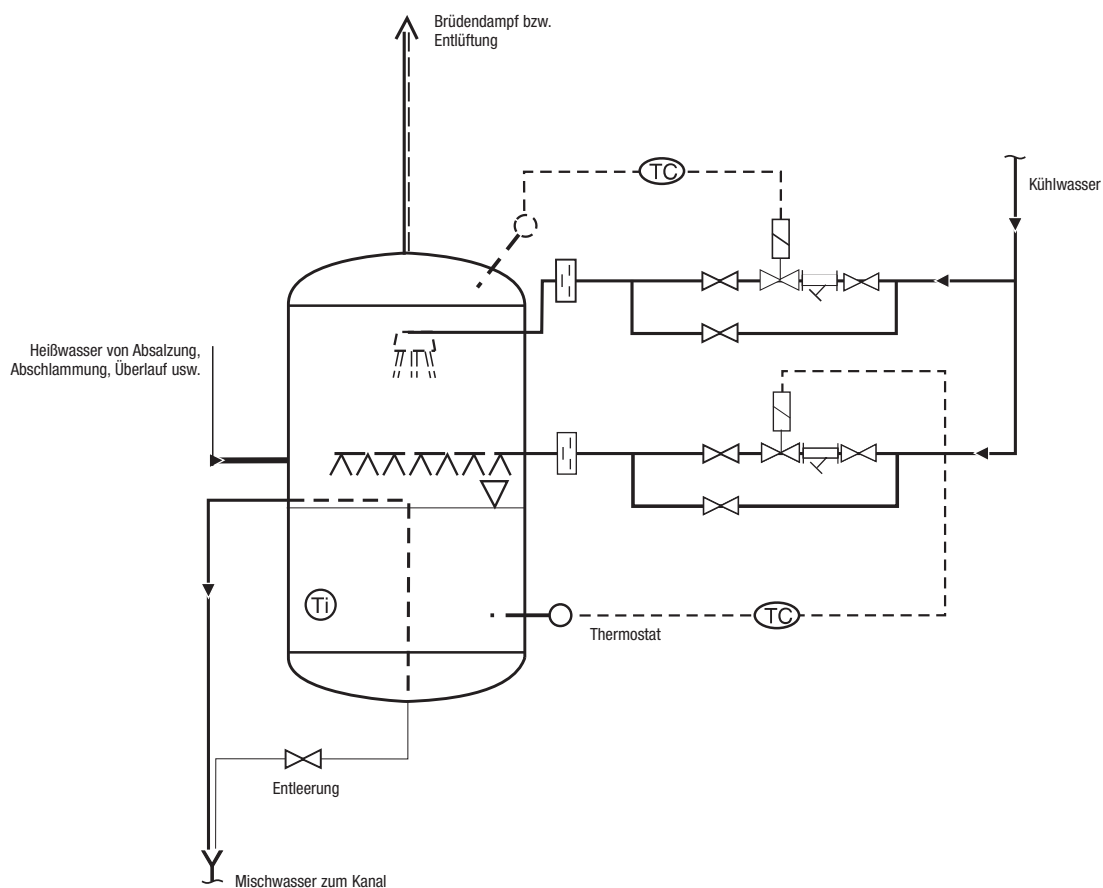 Brüdendampf bzw.
Entlüftung
TC
Kühlwasser
Heißwasser von Absalzung,
Abschlammung, Überlauf usw.
Ti
TC
Thermostat
Entleerung
Mischwasser zum Kanal